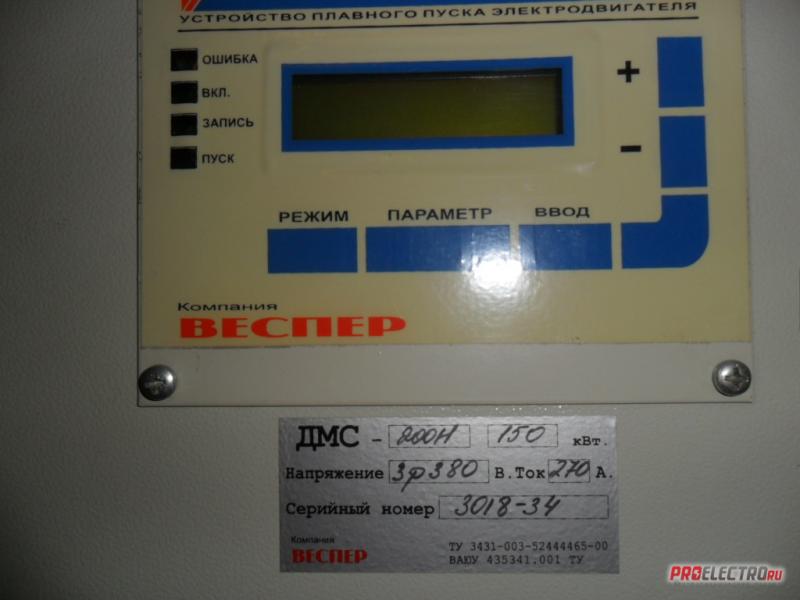 УСТРОЙСТВО ПЛАВНОГО ПУСКА ЭЛЕКТРОДВИГАТЕЛЯ
ОШИБКА
ВКЛ.
ЗАПИСЬ
ПУСК
+
-
РЕЖИМ ПАРАМЕТР ВВОД
Компания
ВЕСПЕР
ДМС - 200Н 150 кВт.
Напряжение 3ф380 В. Ток 270 А.
Серийный номер 3018-34
Компания
ВЕСПЕР
ТУ 3431-003-52444465-00
ВАЮУ 435341.001 ТУ
PROELECTRO.RU